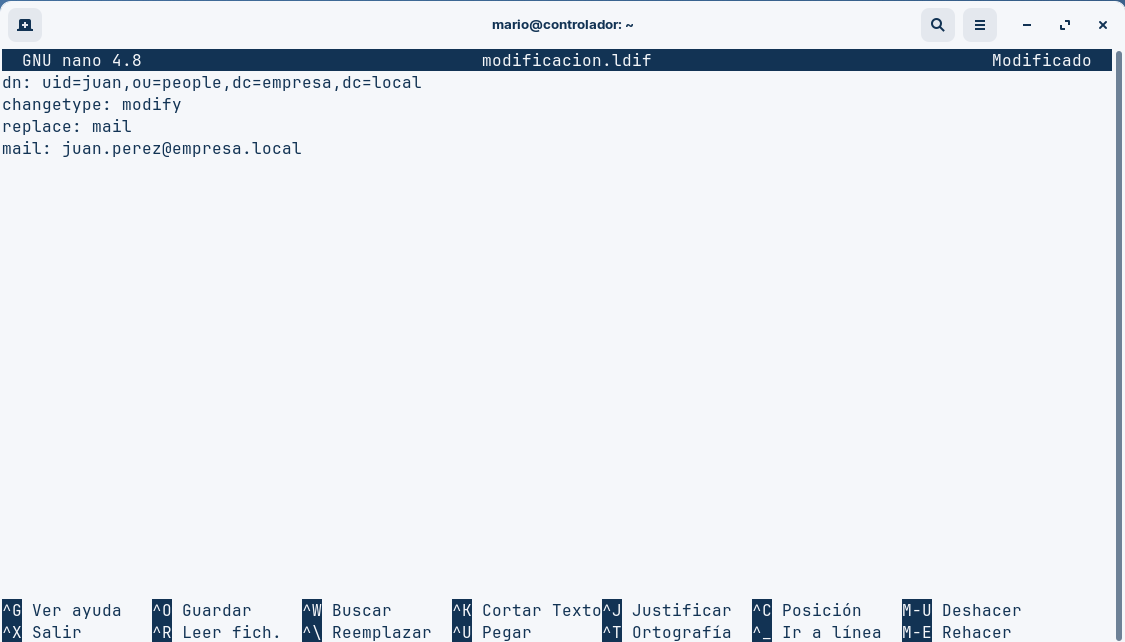 mario@controlador: ~
GNU nano 4.8 modificacion.ldif Modificado
dn: uid=juan,ou=people,dc=empresa,dc=local
changetype: modify
replace: mail
mail: juan.perez@empresa.local
^G Ver ayuda ^O Guardar ^W Buscar ^K Cortar Texto ^J Justificar ^C Posición M-U Deshacer
^X Salir ^R Leer fich. ^\ Reemplazar ^U Pegar ^T Ortografía ^_ Ir a línea M-E Rehacer